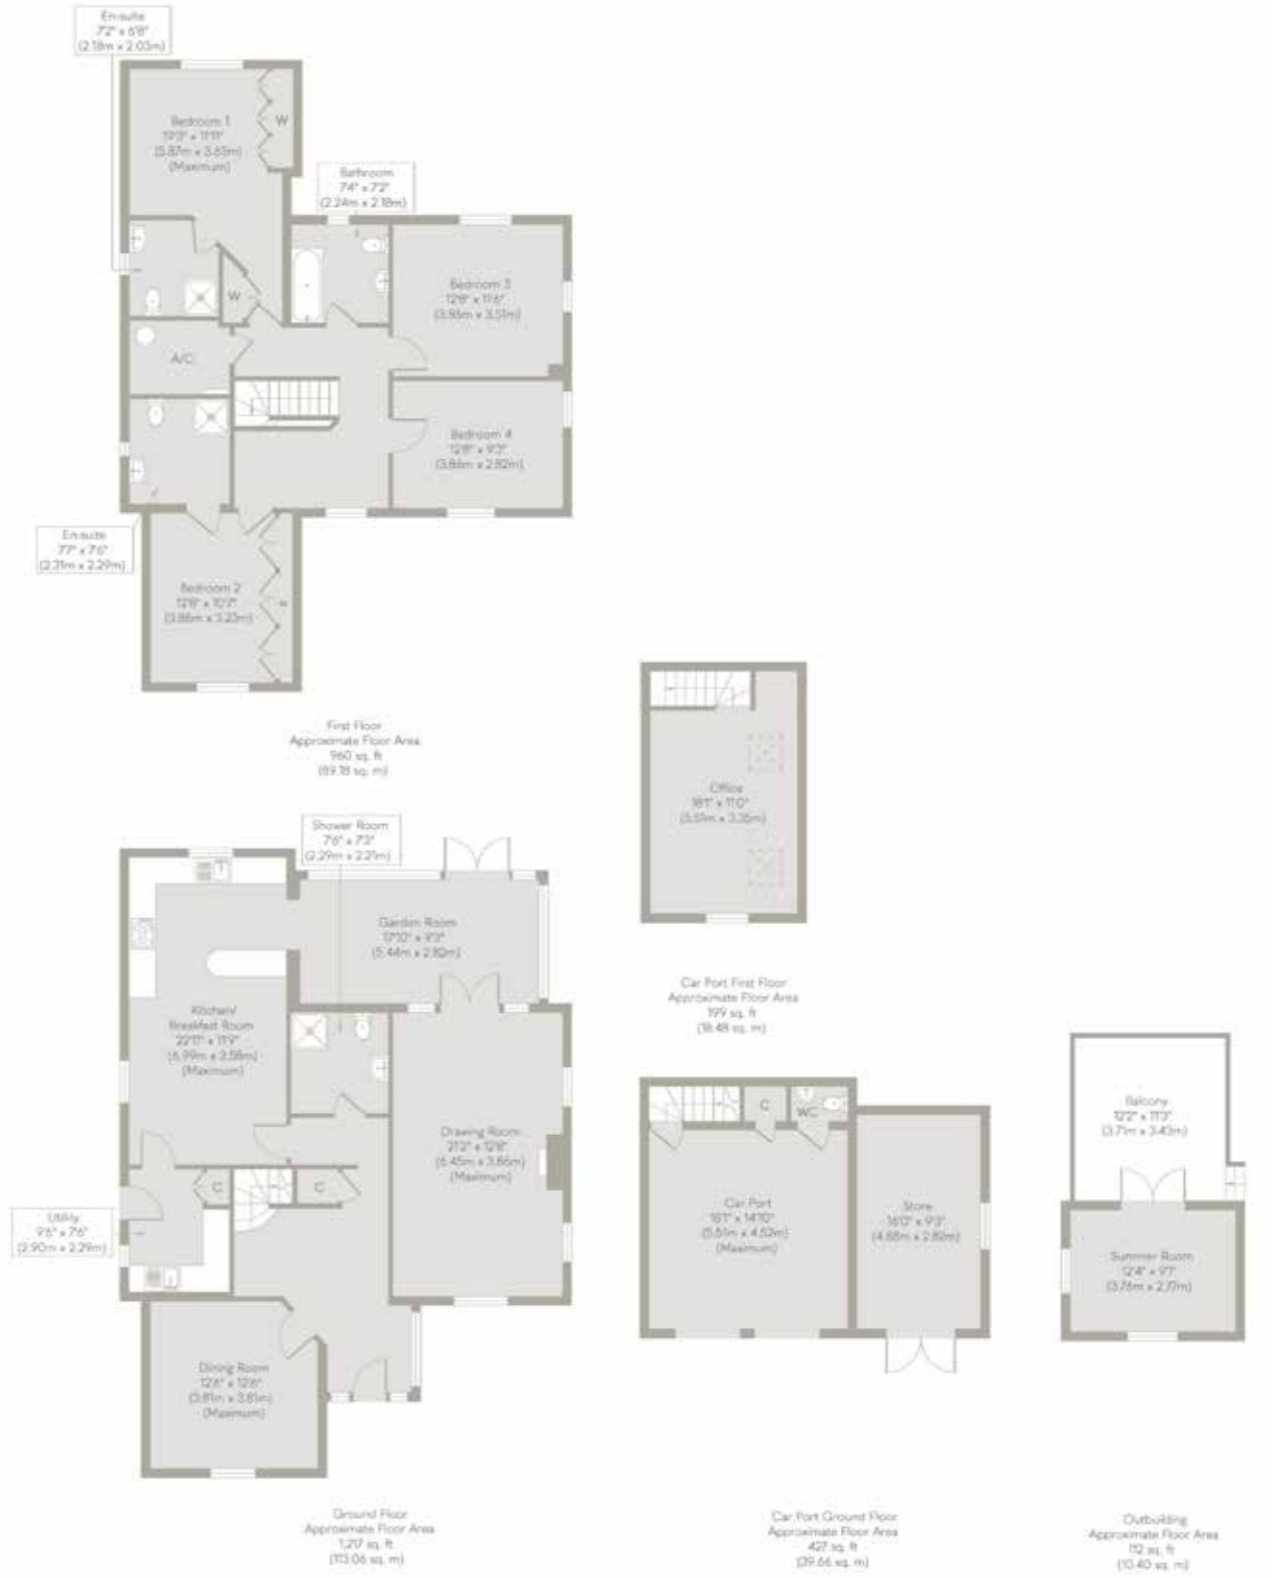 En-suite
7'2" x 6'8"
(2.18m x 2.03m)
Bedroom 1
19'3" x 11'11"
(5.87m x 3.63m)
(Maximum)
W
Bathroom
7'4" x 7'2"
(2.24m x 2.18m)
Bedroom 3
12'8" x 11'6"
(3.86m x 3.51m)
W
A/C
Bedroom 4
12'8" x 9'3"
(3.86m x 2.82m)
En-suite
7'7" x 7'6"
(2.31m x 2.29m)
Bedroom 2
12'8" x 10'7"
(3.86m x 3.23m)
First Floor
Approximate Floor Area
960 sq. ft
(89.18 sq. m)
Office
18'1" x 11'0"
(5.51m x 3.35m)
Car Port First Floor
Approximate Floor Area
199 sq. ft
(18.48 sq. m)
Shower Room
7'6" x 7'3"
(2.29m x 2.21m)
Garden Room
17'10" x 9'3"
(5.44m x 2.82m)
Kitchen/
Breakfast Room
22'11" x 11'9"
(6.99m x 3.58m)
(Maximum)
Drawing Room
21'2" x 12'8"
(6.45m x 3.86m)
(Maximum)
C
C
Utility
9'6" x 7'6"
(2.90m x 2.29m)
Dining Room
12'6" x 12'6"
(3.81m x 3.81m)
(Maximum)
Ground Floor
Approximate Floor Area
1,217 sq. ft
(113.06 sq. m)
C
WC
Car Port
18'1" x 14'10"
(5.51m x 4.52m)
(Maximum)
Store
16'0" x 9'3"
(4.88m x 2.82m)
Car Port Ground Floor
Approximate Floor Area
427 sq. ft
(39.66 sq. m)
Balcony
12'2" x 11'3"
(3.71m x 3.43m)
Summer Room
12'4" x 9'1"
(3.76m x 2.77m)
Outbuilding
Approximate Floor Area
112 sq. ft
(10.40 sq. m)